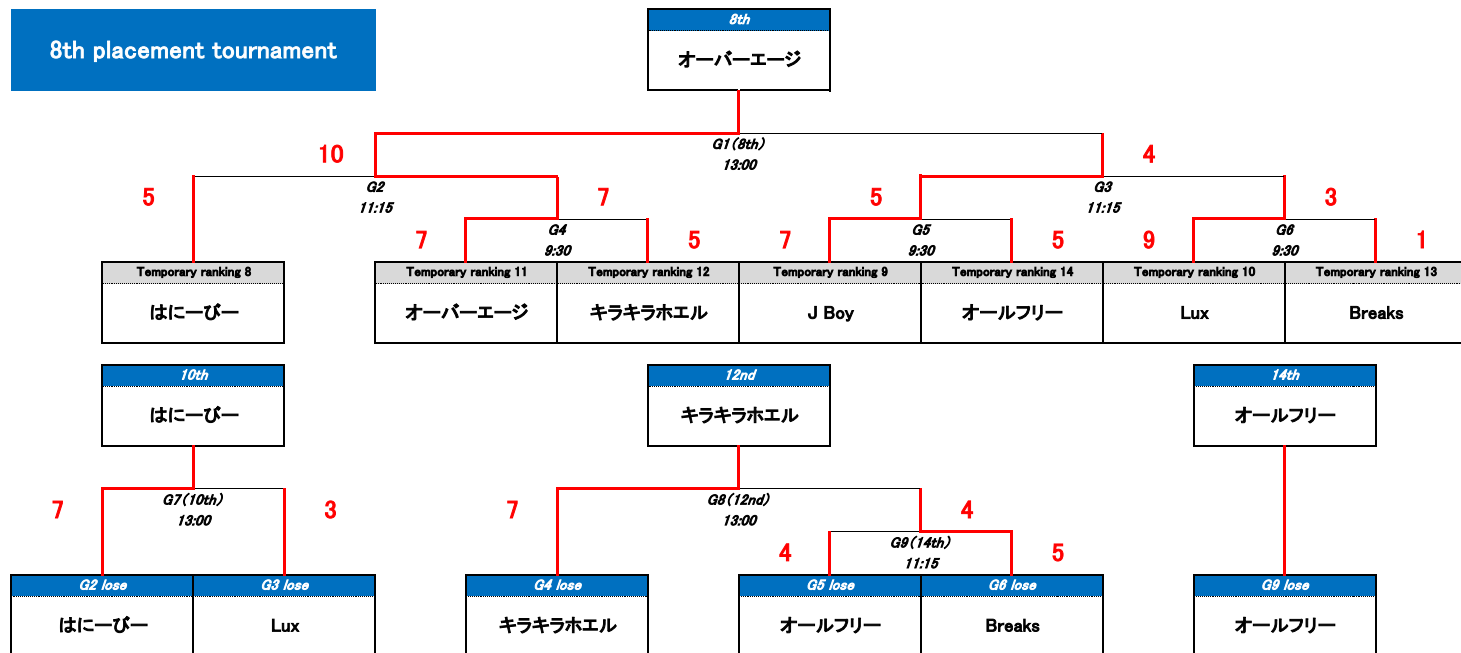 8th placement tournament
8th
オーバーエージ
G1(8th)
13:00
10
4
G2
11:15
G3
11:15
5
7
5
3
G4
9:30
G5
9:30
G6
9:30
7
5
7
5
9
1
Temporary ranking 8
Temporary ranking 11
Temporary ranking 12
Temporary ranking 9
Temporary ranking 14
Temporary ranking 10
Temporary ranking 13
はにーびー
オーバーエージ
キラキラホエル
J Boy
オールフリー
Lux
Breaks
10th
12nd
14th
はにーびー
キラキラホエル
オールフリー
G7(10th)
13:00
G8(12nd)
13:00
7
3
7
4
G9(14th)
11:15
4
5
G2 lose
G3 lose
G4 lose
G5 lose
G6 lose
G9 lose
はにーびー
Lux
キラキラホエル
オールフリー
Breaks
オールフリー